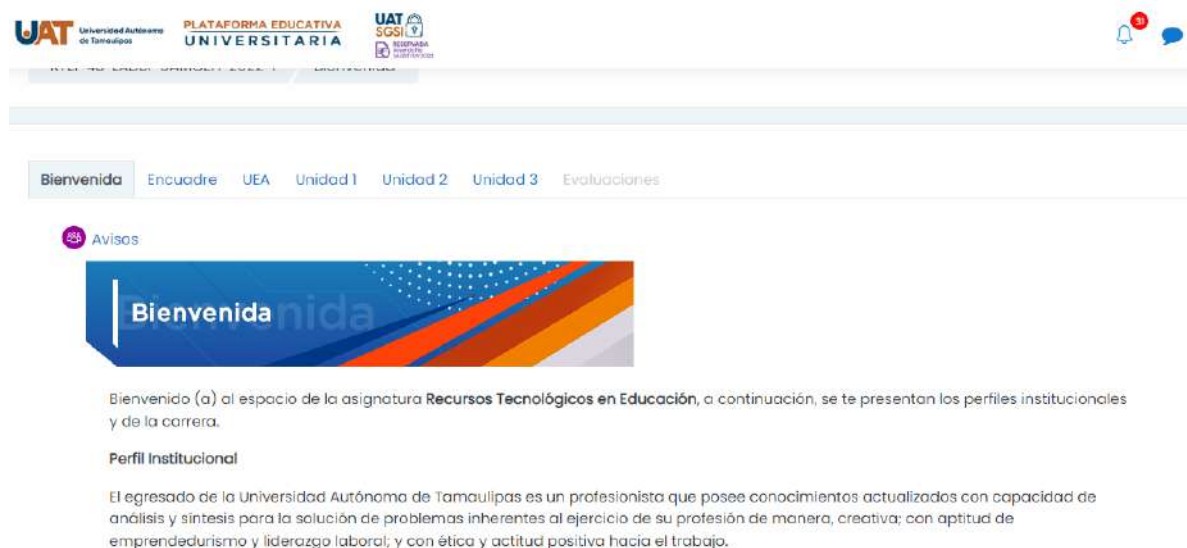 UAT Universidad Autónoma
de Tamaulipas
PLATAFORMA EDUCATIVA
UNIVERSITARIA
UAT
SGSI
RESERVADA
31
Bienvenida
Bienvenida Encuadre UEA Unidad 1 Unidad 2 Unidad 3 Evaluaciones
Avisos
Bienvenida
Bienvenida
Bienvenido (a) al espacio de la asignatura Recursos Tecnológicos en Educación, a continuación, se te presentan los perfiles institucionales
y de la carrera.
Perfil Institucional
El egresado de la Universidad Autónoma de Tamaulipas es un profesionista que posee conocimientos actualizados con capacidad de
análisis y síntesis para la solución de problemas inherentes al ejercicio de su profesión de manera, creativa; con aptitud de
emprendedurismo y liderazgo laboral; y con ética y actitud positiva hacia el trabajo.